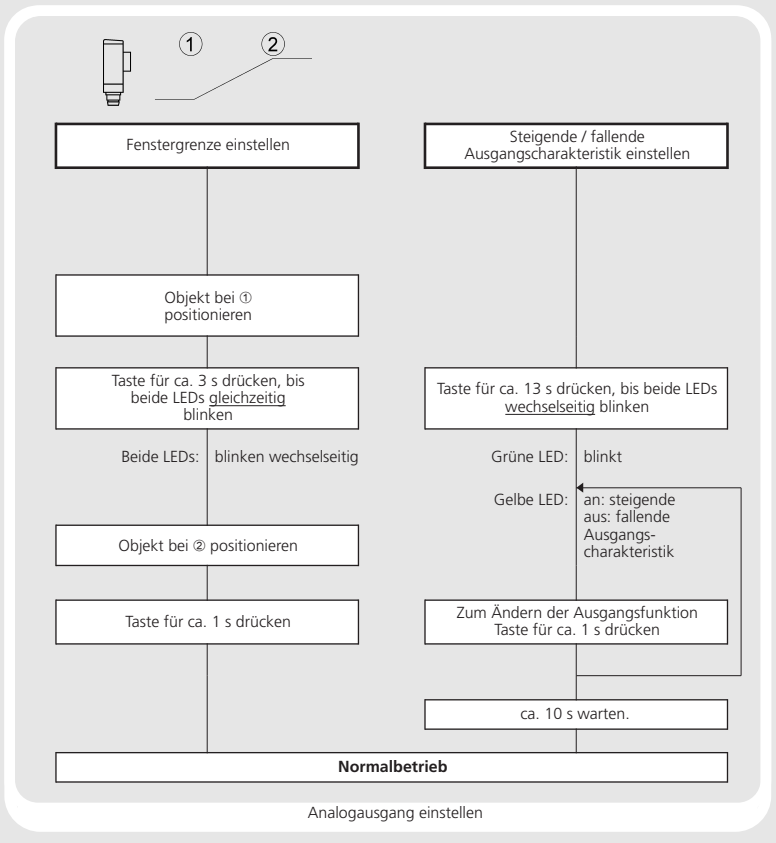 ① ②
Fenstergrenze einstellen
Objekt bei ①
positionieren
Taste für ca. 3 s drücken, bis
beide LEDs gleichzeitig
blinken
Beide LEDs: blinken wechselseitig
Objekt bei ② positionieren
Taste für ca. 1 s drücken
Steigende / fallende
Ausgangscharakteristik einstellen
Taste für ca. 13 s drücken, bis beide LEDs
wechselseitig blinken
Grüne LED: blinkt
Gelbe LED: an: steigende
aus: fallende
Ausgangs-
charakteristik
Zum Ändern der Ausgangsfunktion
Taste für ca. 1 s drücken
ca. 10 s warten.
Normalbetrieb
Analogausgang einstellen